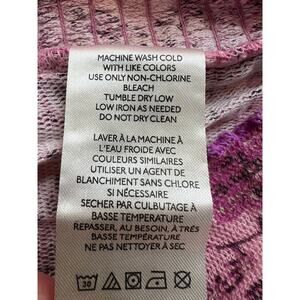 MACHINE WASH COLD
WITH LIKE COLORS
USE ONLY NON-CHLORINE
BLEACH
TUMBLE DRY LOW
LOW IRON AS NEEDED
DO NOT DRY CLEAN
LAVER À LA MACHINE À
L'EAU FROIDE AVEC
COULEURS SIMILAIRES
UTILISER UN AGENT DE
BLANCHIMENT SANS CHLORE
SI NÉCESSAIRE
SECHER PAR CULBUTAGE À
BASSE TEMPERATURE
REPASSER, AU BESOIN, À TRÈS
BASSE TEMPÉRATURE
NE PAS NETTOYER À SEC
30